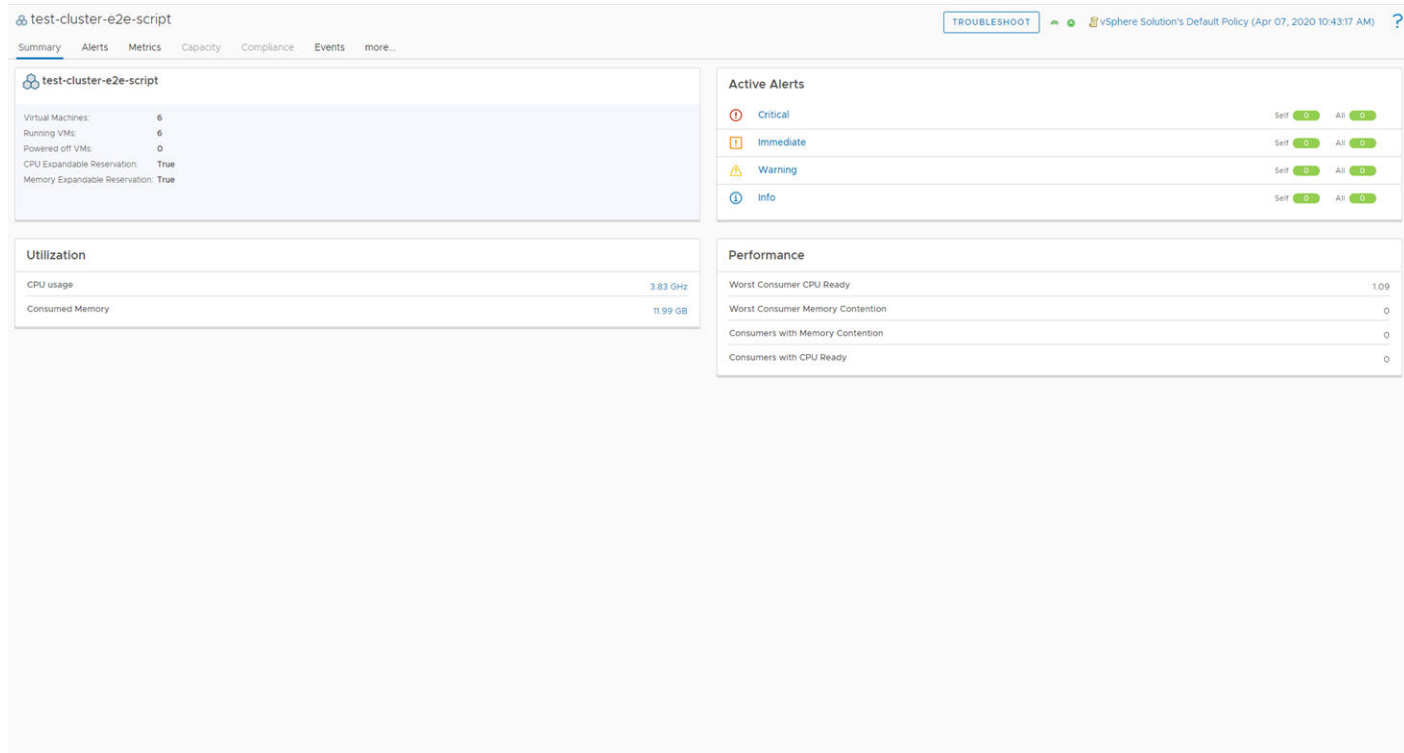 test-cluster-e2e-script
TROUBLESHOOT
vSphere Solution's Default Policy (Apr 07, 2020 10:43:17 AM)
?
Summary Alerts Metrics Capacity Compliance Events more...
test-cluster-e2e-script
Virtual Machines: 6
Running VMs: 6
Powered off VMs: 0
CPU Expandable Reservation: True
Memory Expandable Reservation: True
Active Alerts
Critical Self 0 All 0
Immediate Self 0 All 0
Warning Self 0 All 0
Info Self 0 All 0
Utilization
CPU usage 3.83 GHz
Consumed Memory 11.99 GB
Performance
Worst Consumer CPU Ready 1.09
Worst Consumer Memory Contention 0
Consumers with Memory Contention 0
Consumers with CPU Ready 0